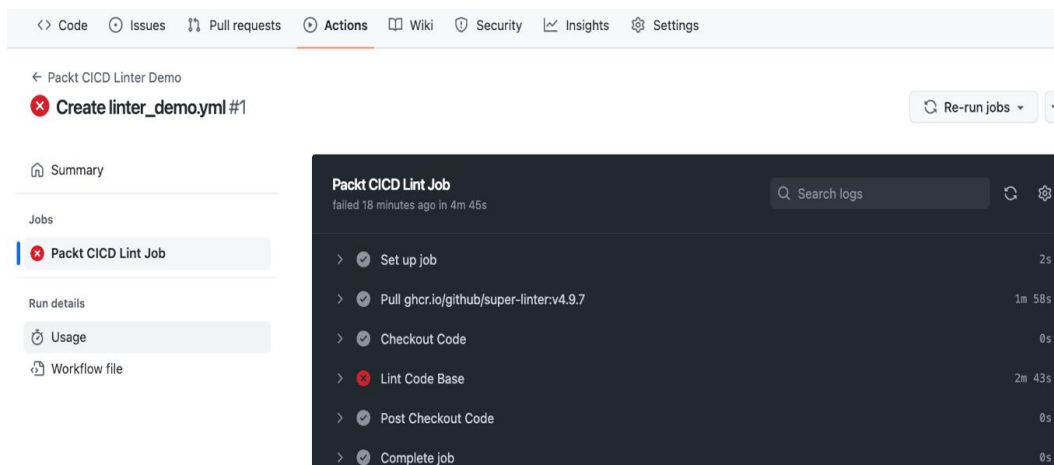 <> Code Issues Pull requests Actions Wiki Security Insights Settings
← Packt CICD Linter Demo
Create linter_demo.yml #1
Re-run jobs
Summary
Jobs
Packt CICD Lint Job
Run details
Usage
Workflow file
Packt CICD Lint Job
failed 18 minutes ago in 4m 45s
Search logs
Set up job 2s
Pull ghcr.io/github/super-linter:v4.9.7 1m 58s
Checkout Code 0s
Lint Code Base 2m 43s
Post Checkout Code 0s
Complete job 0s